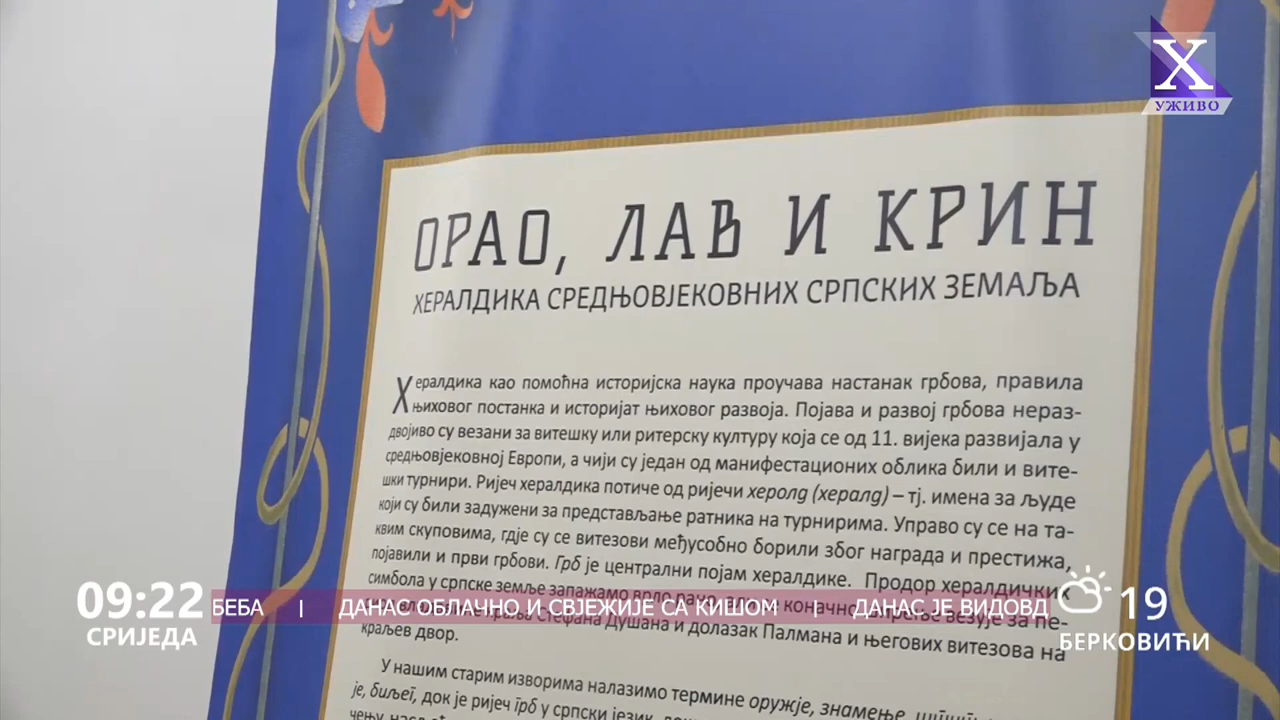 X
УЖИВО
ОРАО, ЛАВ И КРИН
ХЕРАЛДИКА СРЕДЊОВЈЕКОВНИХ СРПСКИХ ЗЕМАЉА
Хералдика као помоћна историјска наука проучава настанак грбова, правила
њиховог постанка и историјат њиховог развоја. Појава и развој грбова нераз-
двојиво су везани за витешку или ритерску културу која се од 11. вијека развијала у
средњовјековној Европи, а чији су један од манифестационих облика били и вите-
шки турнири. Ријеч хералдика потиче од ријечи херолд (хералд) – тј. имена за људе
који су били задужени за представљање ратника на турнирима. Управо су се на та-
квим скуповима, гдје су се витезови међусобно борили због награда и престижа,
појавили и први грбови. Грб је централни појам хералдике. Продор хералдичких
симбола у српске земље запажамо врло рано, а
краља Стефана Душана и долазак Палмана и његових витезова на
краљев двор.
У нашим старим изворима налазимо термине оружје, знамење,
је, биљег, док је ријеч грб у српски језик,
09:22
СРИЈЕДА
БЕБА | ДАНАС ОБЛАЧНО И СВЈЕЖИЈЕ СА КИШОМ | ДАНАС ЈЕ ВИДОВД
19
БЕРКОВИЋИ